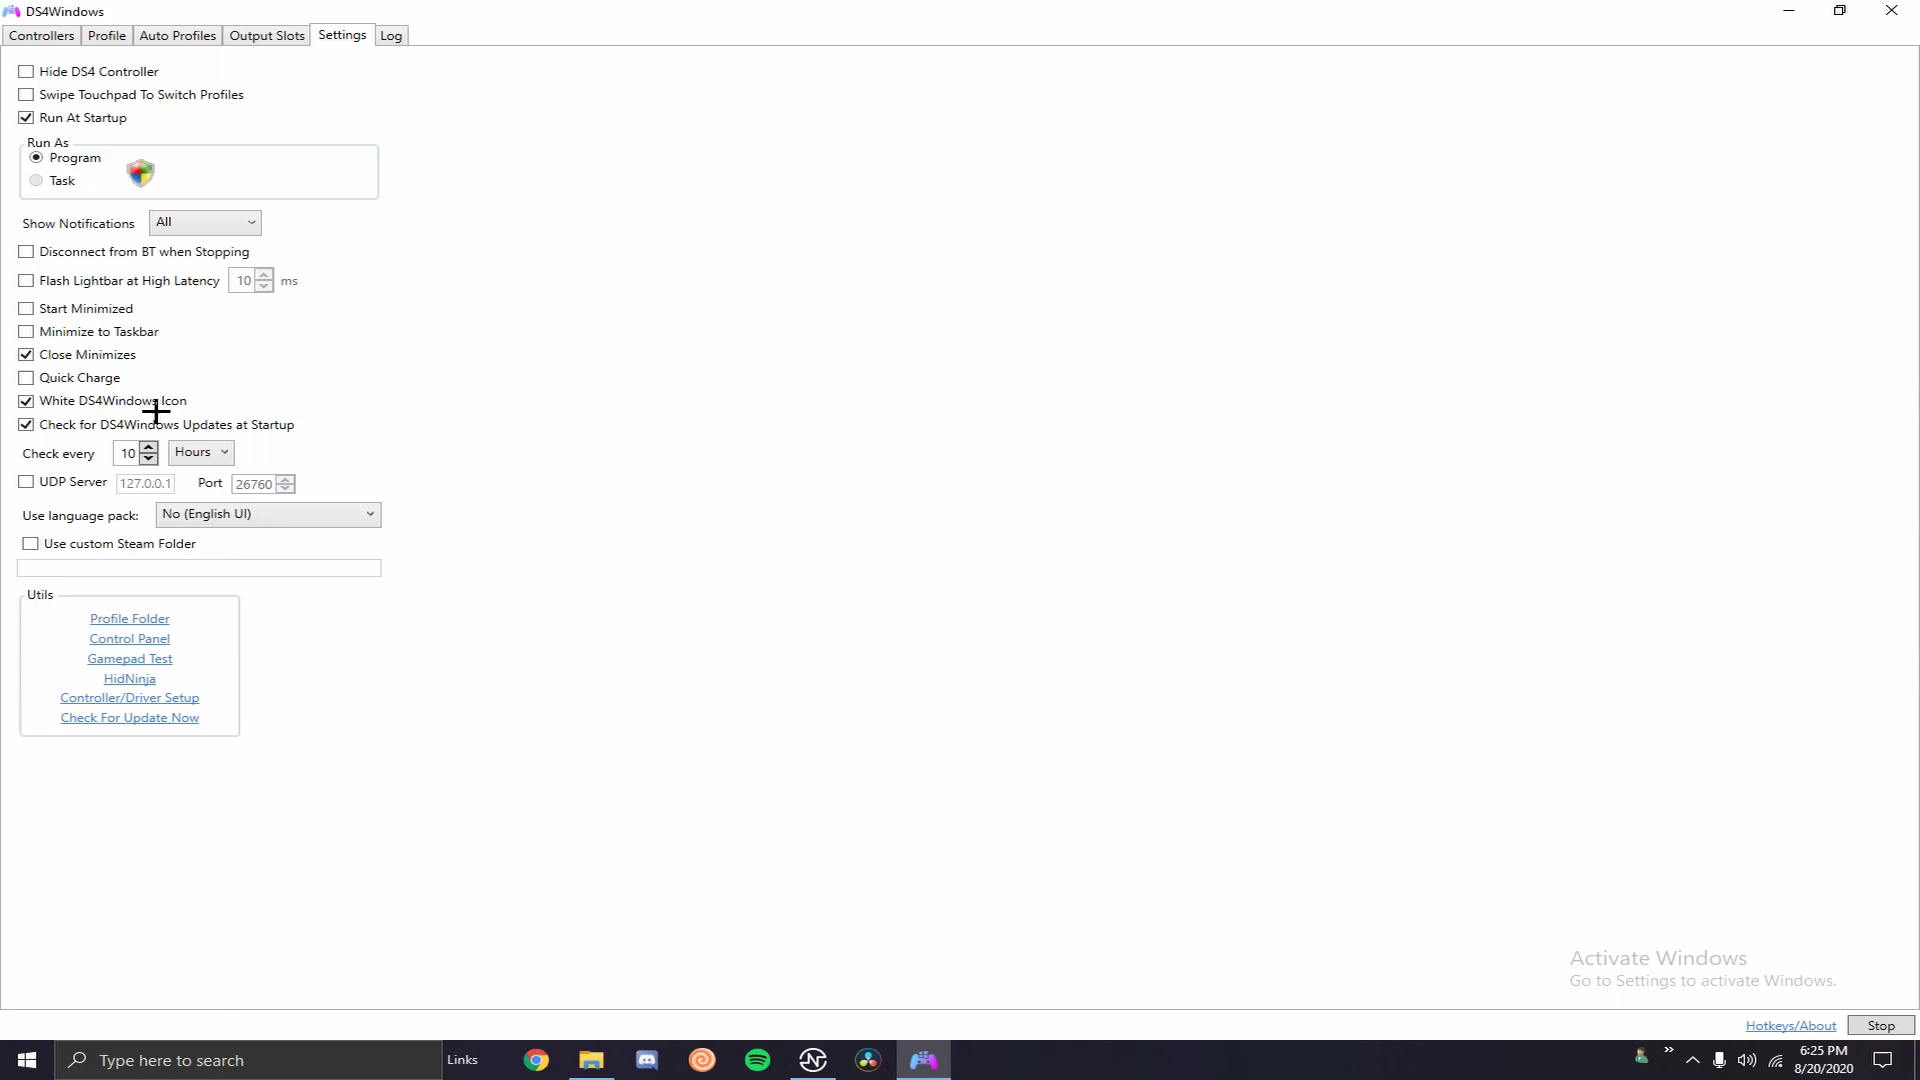 DS4Windows
Controllers Profile Auto Profiles Output Slots Settings Log
Hide DS4 Controller
Swipe Touchpad To Switch Profiles
Run At Startup
Run As
Program
Task
Show Notifications All
Disconnect from BT when Stopping
Flash Lightbar at High Latency 10 ms
Start Minimized
Minimize to Taskbar
Close Minimizes
Quick Charge
White DS4Windows Icon
Check for DS4Windows Updates at Startup
Check every 10 Hours
UDP Server 127.0.0.1 Port 26760
Use language pack: No (English UI)
Use custom Steam Folder
Utils
Profile Folder
Control Panel
Gamepad Test
HidNinja
Controller/Driver Setup
Check For Update Now
Activate Windows
Go to Settings to activate Windows.
Hotkeys/About Stop
Type here to search Links
6:25 PM
8/20/2020